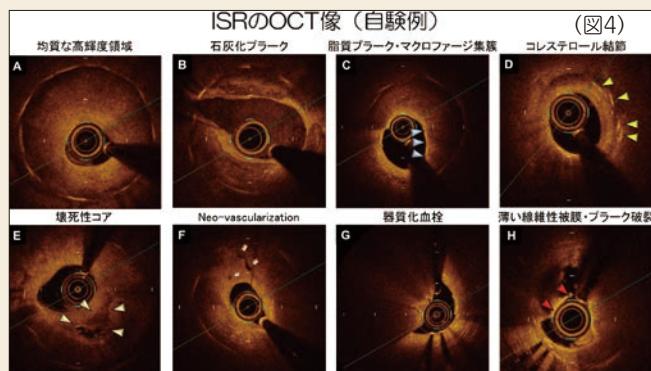 ISRのOCT像（自験例）
(図4)
均質な高輝度領域
石灰化プラーク
脂質プラーク・マクロファージ集簇
コレステロール結節
A
B
C
D
壊死性コア
Neo-vascularization
器質化血栓
薄い線維性被膜・プラーク破裂
E
F
G
H